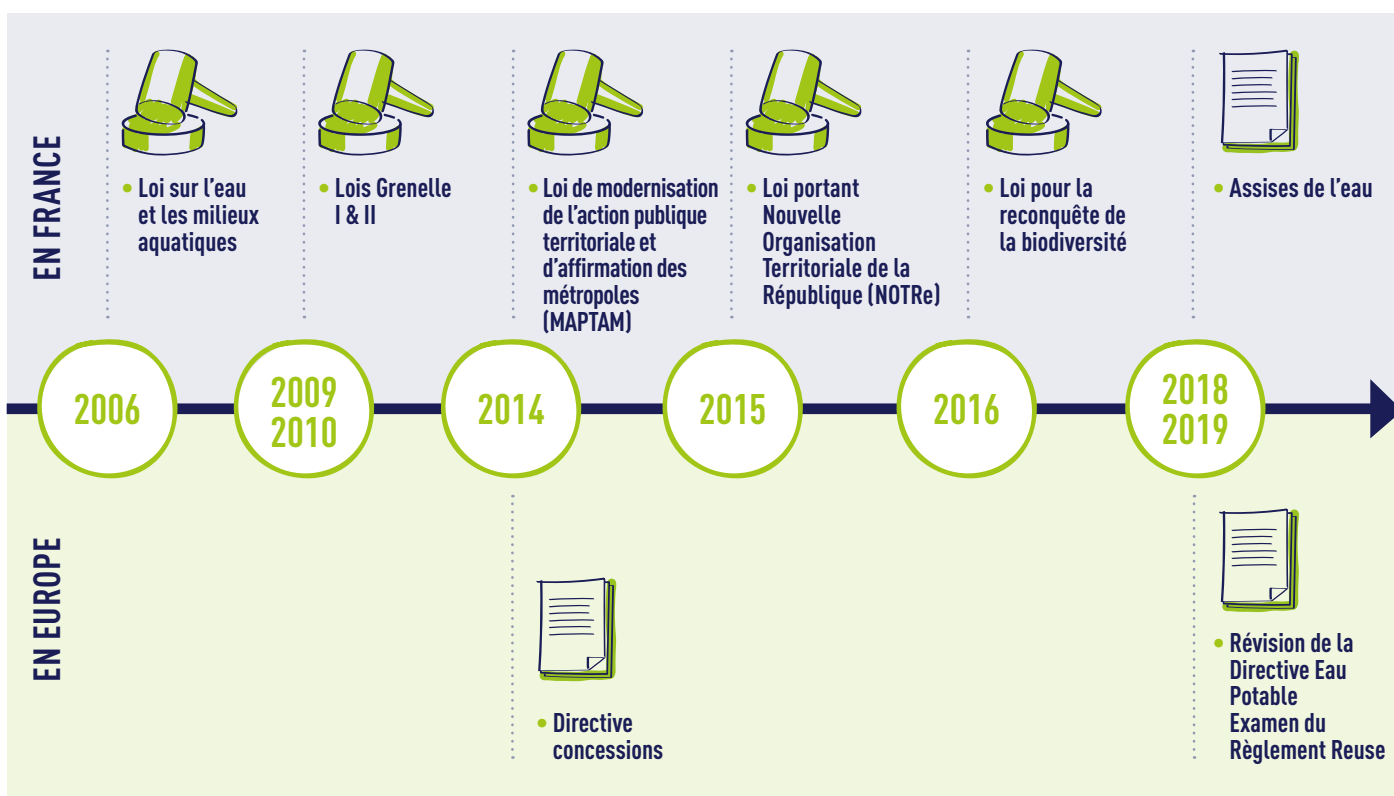 EN FRANCE
• Loi sur l'eau
et les milieux
aquatiques
• Lois Grenelle
I & II
• Loi de modernisation
de l'action publique
territoriale et
d'affirmation des
métropoles
(MAPTAM)
• Loi portant
Nouvelle
Organisation
Territoriale de la
République (NOTRe)
• Loi pour la
reconquête de
la biodiversité
• Assises de l'eau
2006
2009
2010
2014
2015
2016
2018
2019
EN EUROPE
• Directive
concessions
• Révision de la
Directive Eau
Potable
Examen du
Règlement Reuse